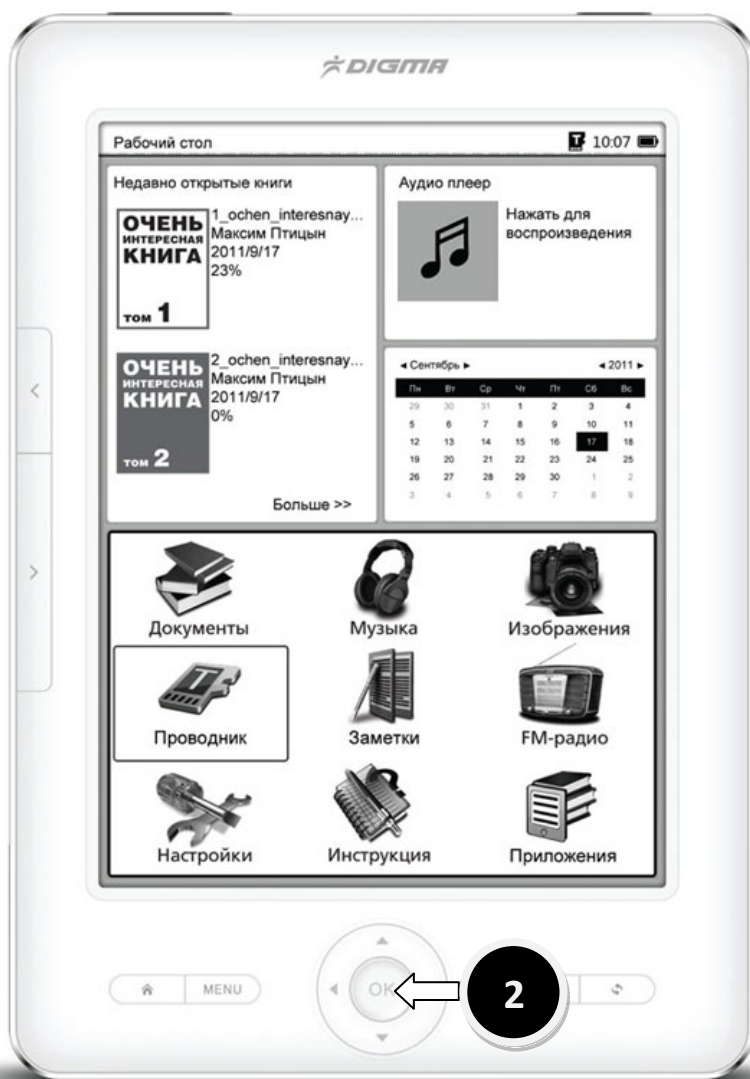 DIGMA
Рабочий стол
T 10:07
Недавно открытые книги
ОЧЕНЬ
ИНТЕРЕСНАЯ
КНИГА
том 1
1_ochen_interesnay...
Максим Птицын
2011/9/17
23%
ОЧЕНЬ
ИНТЕРЕСНАЯ
КНИГА
том 2
2_ochen_interesnay...
Максим Птицын
2011/9/17
0%
Больше >>
Аудио плеер
Нажать для
воспроизведения
◄ Сентябрь ► ◄ 2011 ►
Пн Вт Ср Чт Пт Сб Вс
29 30 31 1 2 3 4
5 6 7 8 9 10 11
12 13 14 15 16 17 18
19 20 21 22 23 24 25
26 27 28 29 30 1 2
3 4 5 6 7 8 9
Документы Музыка Изображения
T
Проводник Заметки FM-радио
Настройки Инструкция Приложения
MENU OK 2